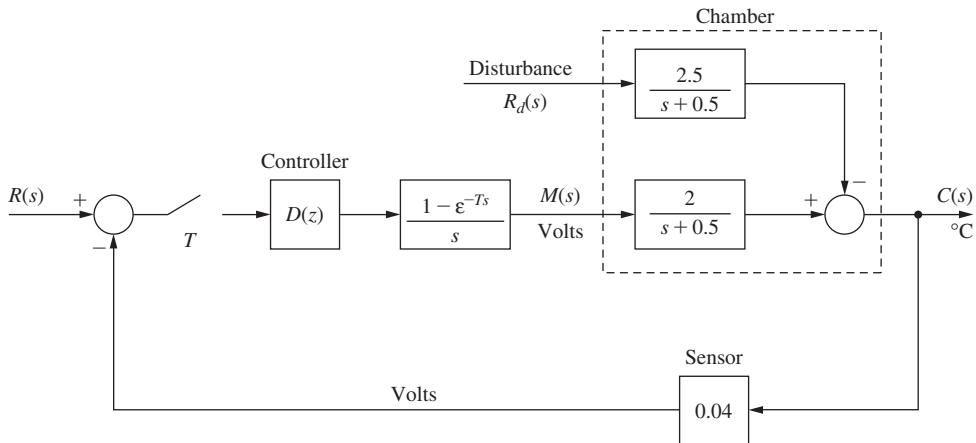 Chamber
Disturbance
R_d(s)
2.5
s + 0.5
Controller
R(s)
+
−
T
D(z)
1 − ε^{−Ts}
s
M(s)
Volts
2
s + 0.5
+
−
C(s)
°C
Sensor
Volts
0.04